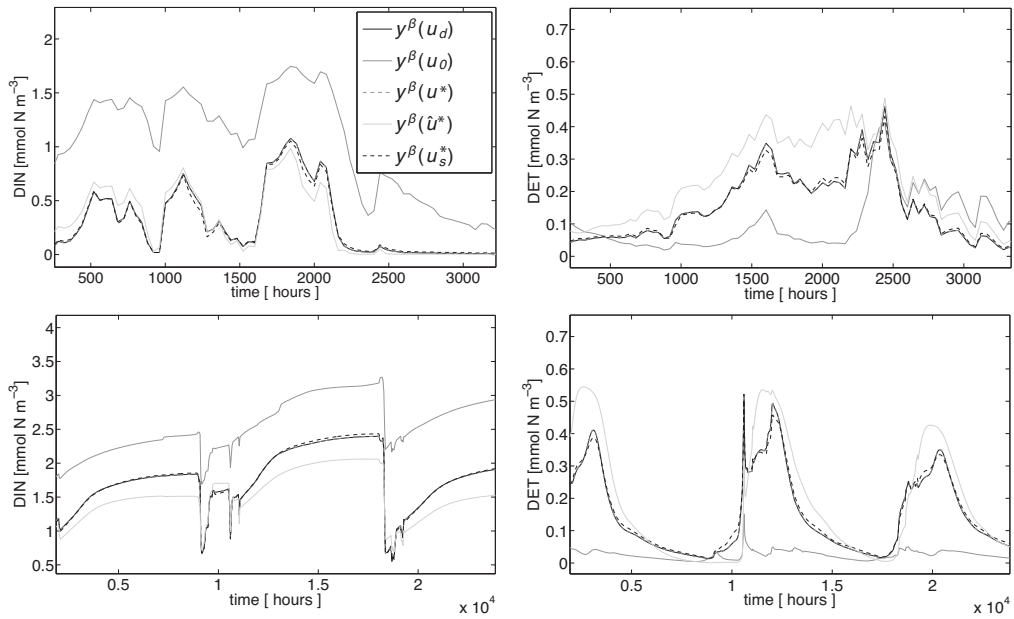 2
1.5
1
0.5
0
DIN [mmol N m⁻³]
500 1000 1500 2000 2500 3000
time [ hours ]
y^β(u_d)
y^β(u_0)
y^β(u*)
y^β(û*)
y^β(u_s^*)
0.7
0.6
0.5
0.4
0.3
0.2
0.1
0
DET [mmol N m⁻³]
500 1000 1500 2000 2500 3000
time [ hours ]
4
3.5
3
2.5
2
1.5
1
0.5
DIN [mmol N m⁻³]
0.5 1 1.5 2
time [ hours ]
x 10⁴
0.7
0.6
0.5
0.4
0.3
0.2
0.1
0
DET [mmol N m⁻³]
0.5 1 1.5 2
time [ hours ]
x 10⁴